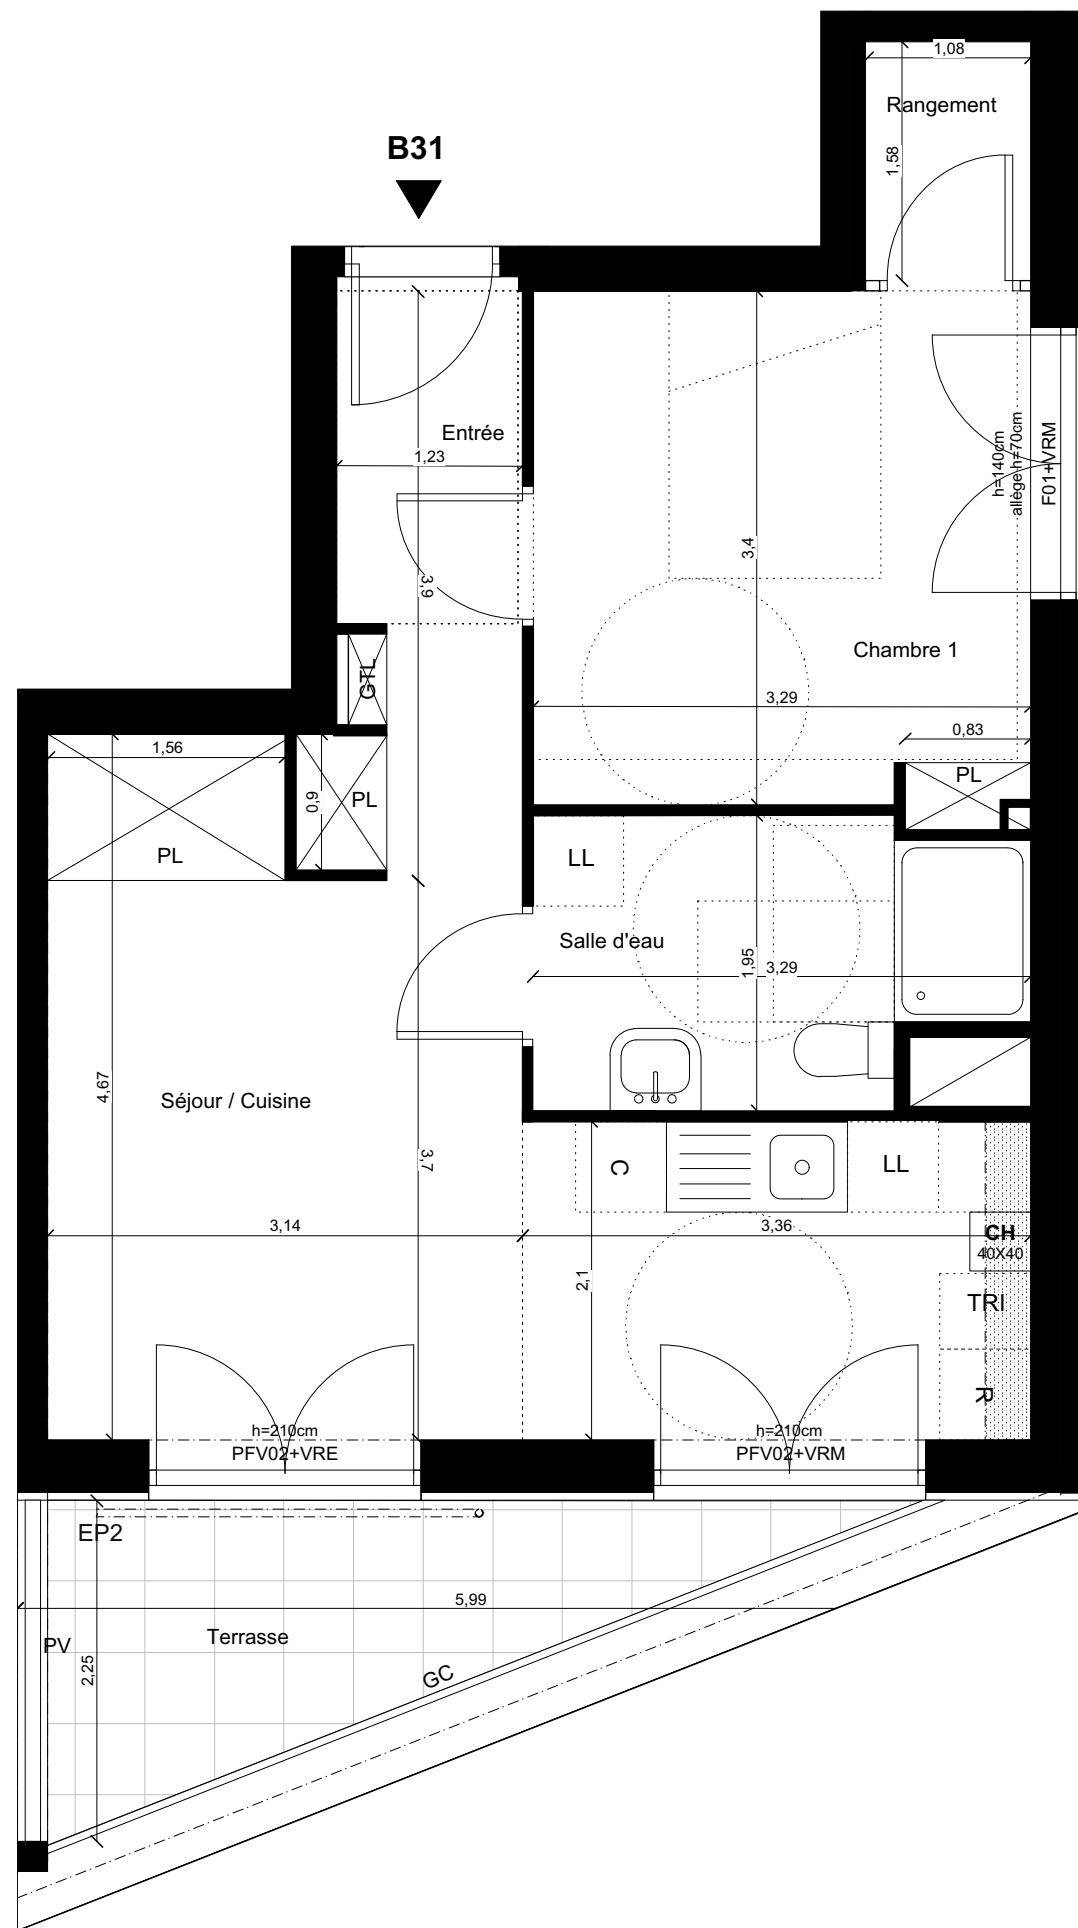 1,08
Rangement
B31
1,58
Entrée
1,23
h=140cm
allège h=70cm
F01+VRM
3,4
3,9
Chambre 1
GTL
3,29
0,83
1,56
PL
0,9
PL
PL
LL
Salle d'eau
1,95
3,29
4,67
Séjour / Cuisine
3,7
C
LL
3,14
3,36
CH
40X40
2,1
TRI
R
h=210cm
PFV02+VRE
h=210cm
PFV02+VRM
EP2
5,99
PV
Terrasse
2,25
GC